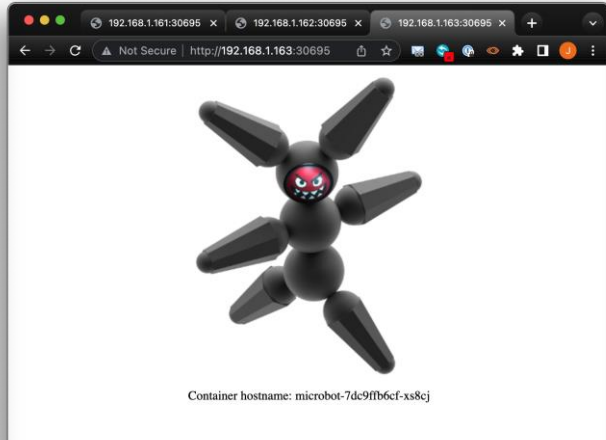 192.168.1.161:30695
192.168.1.162:30695
192.168.1.163:30695
Not Secure | http://192.168.1.163:30695
J
Container hostname: microbot-7dc9ffb6cf-xs8cj